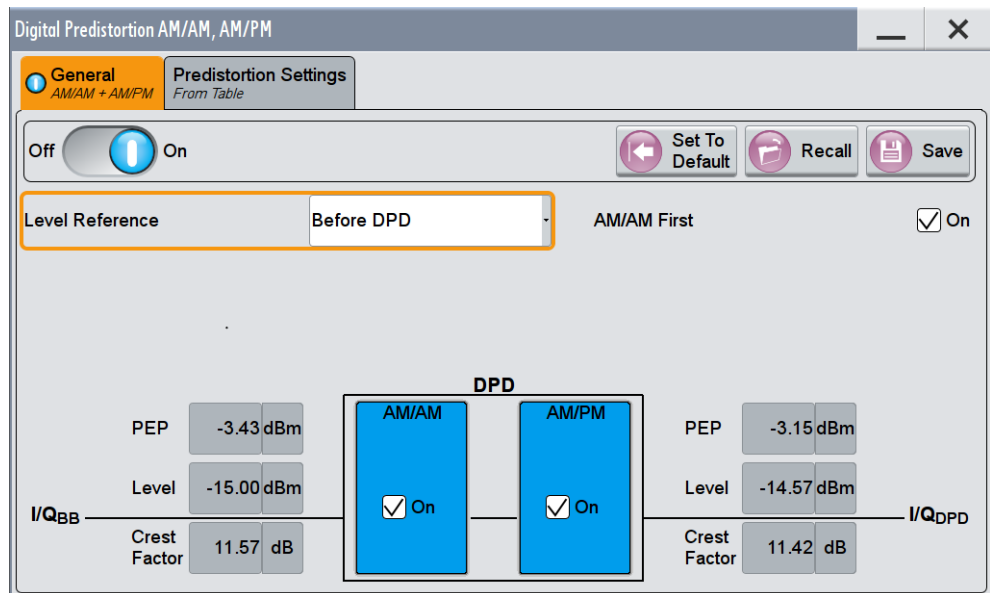 Digital Predistortion AM/AM, AM/PM
General
AM/AM + AM/PM
Predistortion Settings
From Table
Off
On
Set To
Default
Recall
Save
Level Reference
Before DPD
AM/AM First
On
DPD
AM/AM
AM/PM
PEP
-3.43 dBm
PEP
-3.15 dBm
Level
-15.00 dBm
On
On
Level
-14.57 dBm
I/QBB
I/QDPD
Crest
Factor
11.57 dB
Crest
Factor
11.42 dB